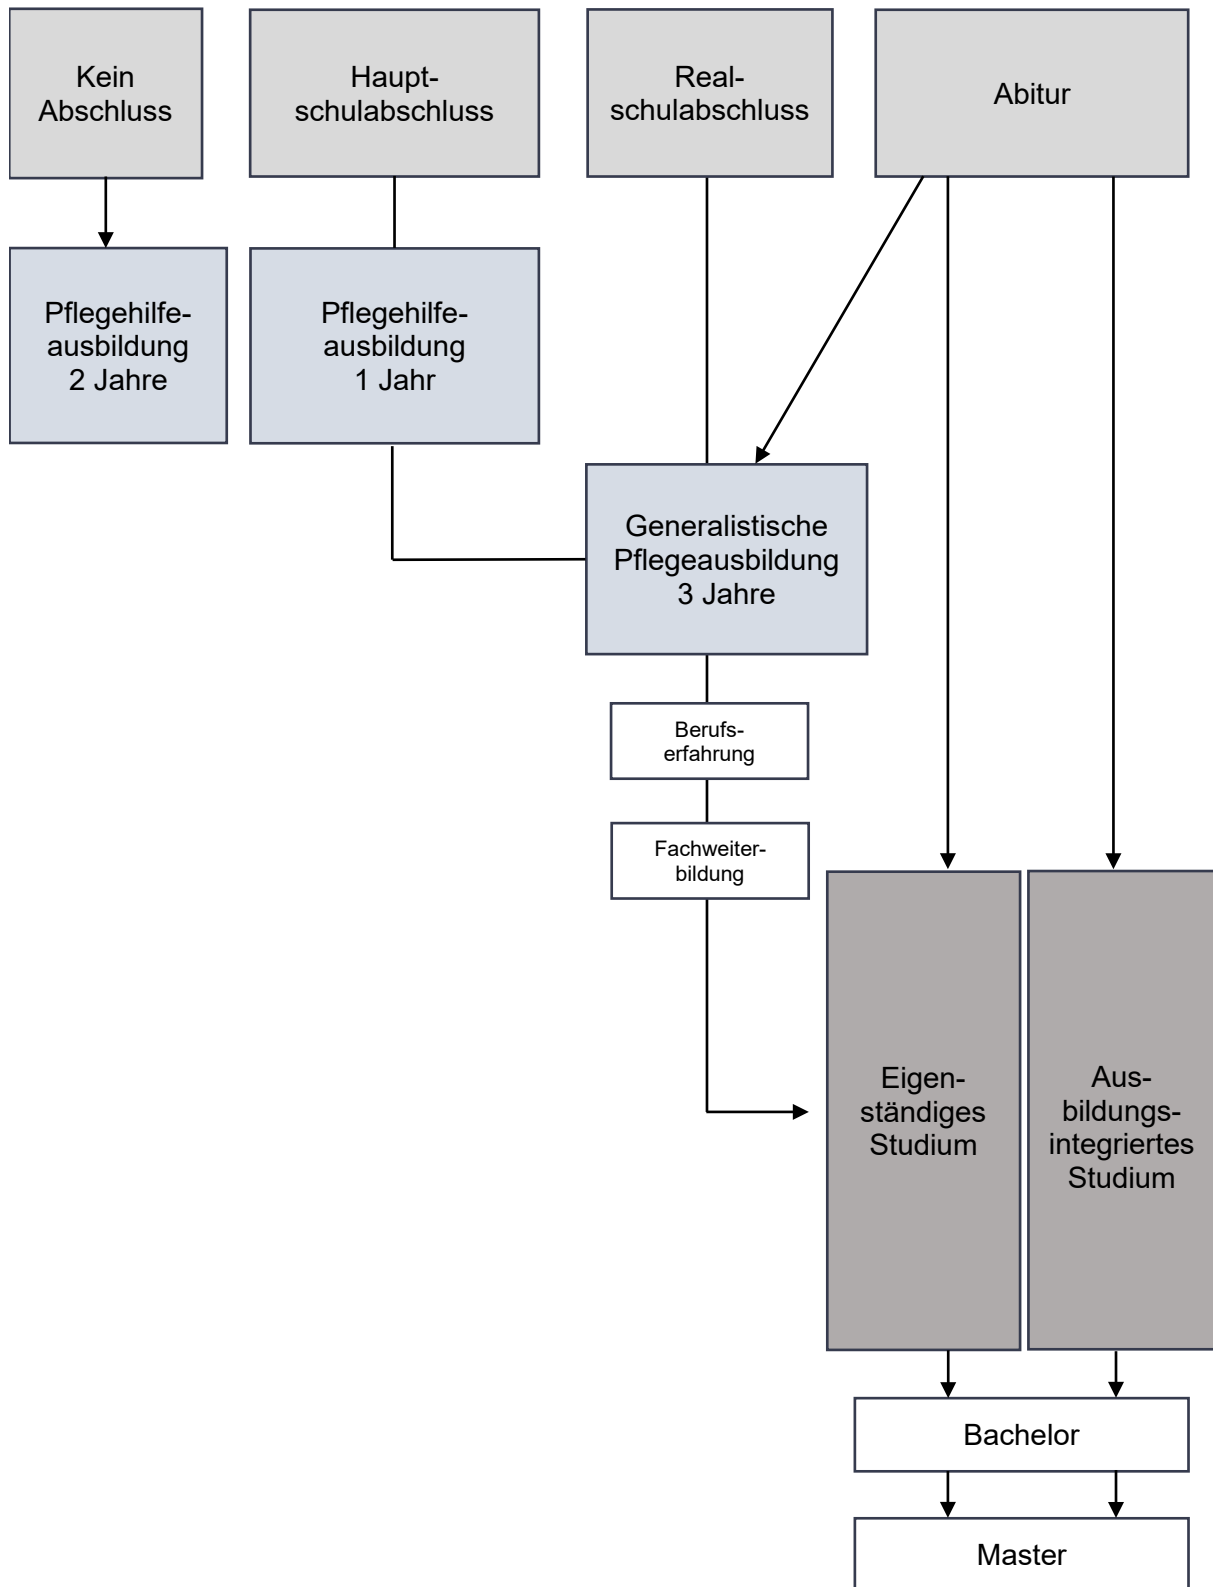 Kein
Abschluss
Haupt-
schulabschluss
Real-
schulabschluss
Abitur
Pflegehilfe-
ausbildung
2 Jahre
Pflegehilfe-
ausbildung
1 Jahr
Generalistische
Pflegeausbildung
3 Jahre
Berufs-
erfahrung
Fachweiter-
bildung
Eigen-
ständiges
Studium
Aus-
bildungs-
integriertes
Studium
Bachelor
Master